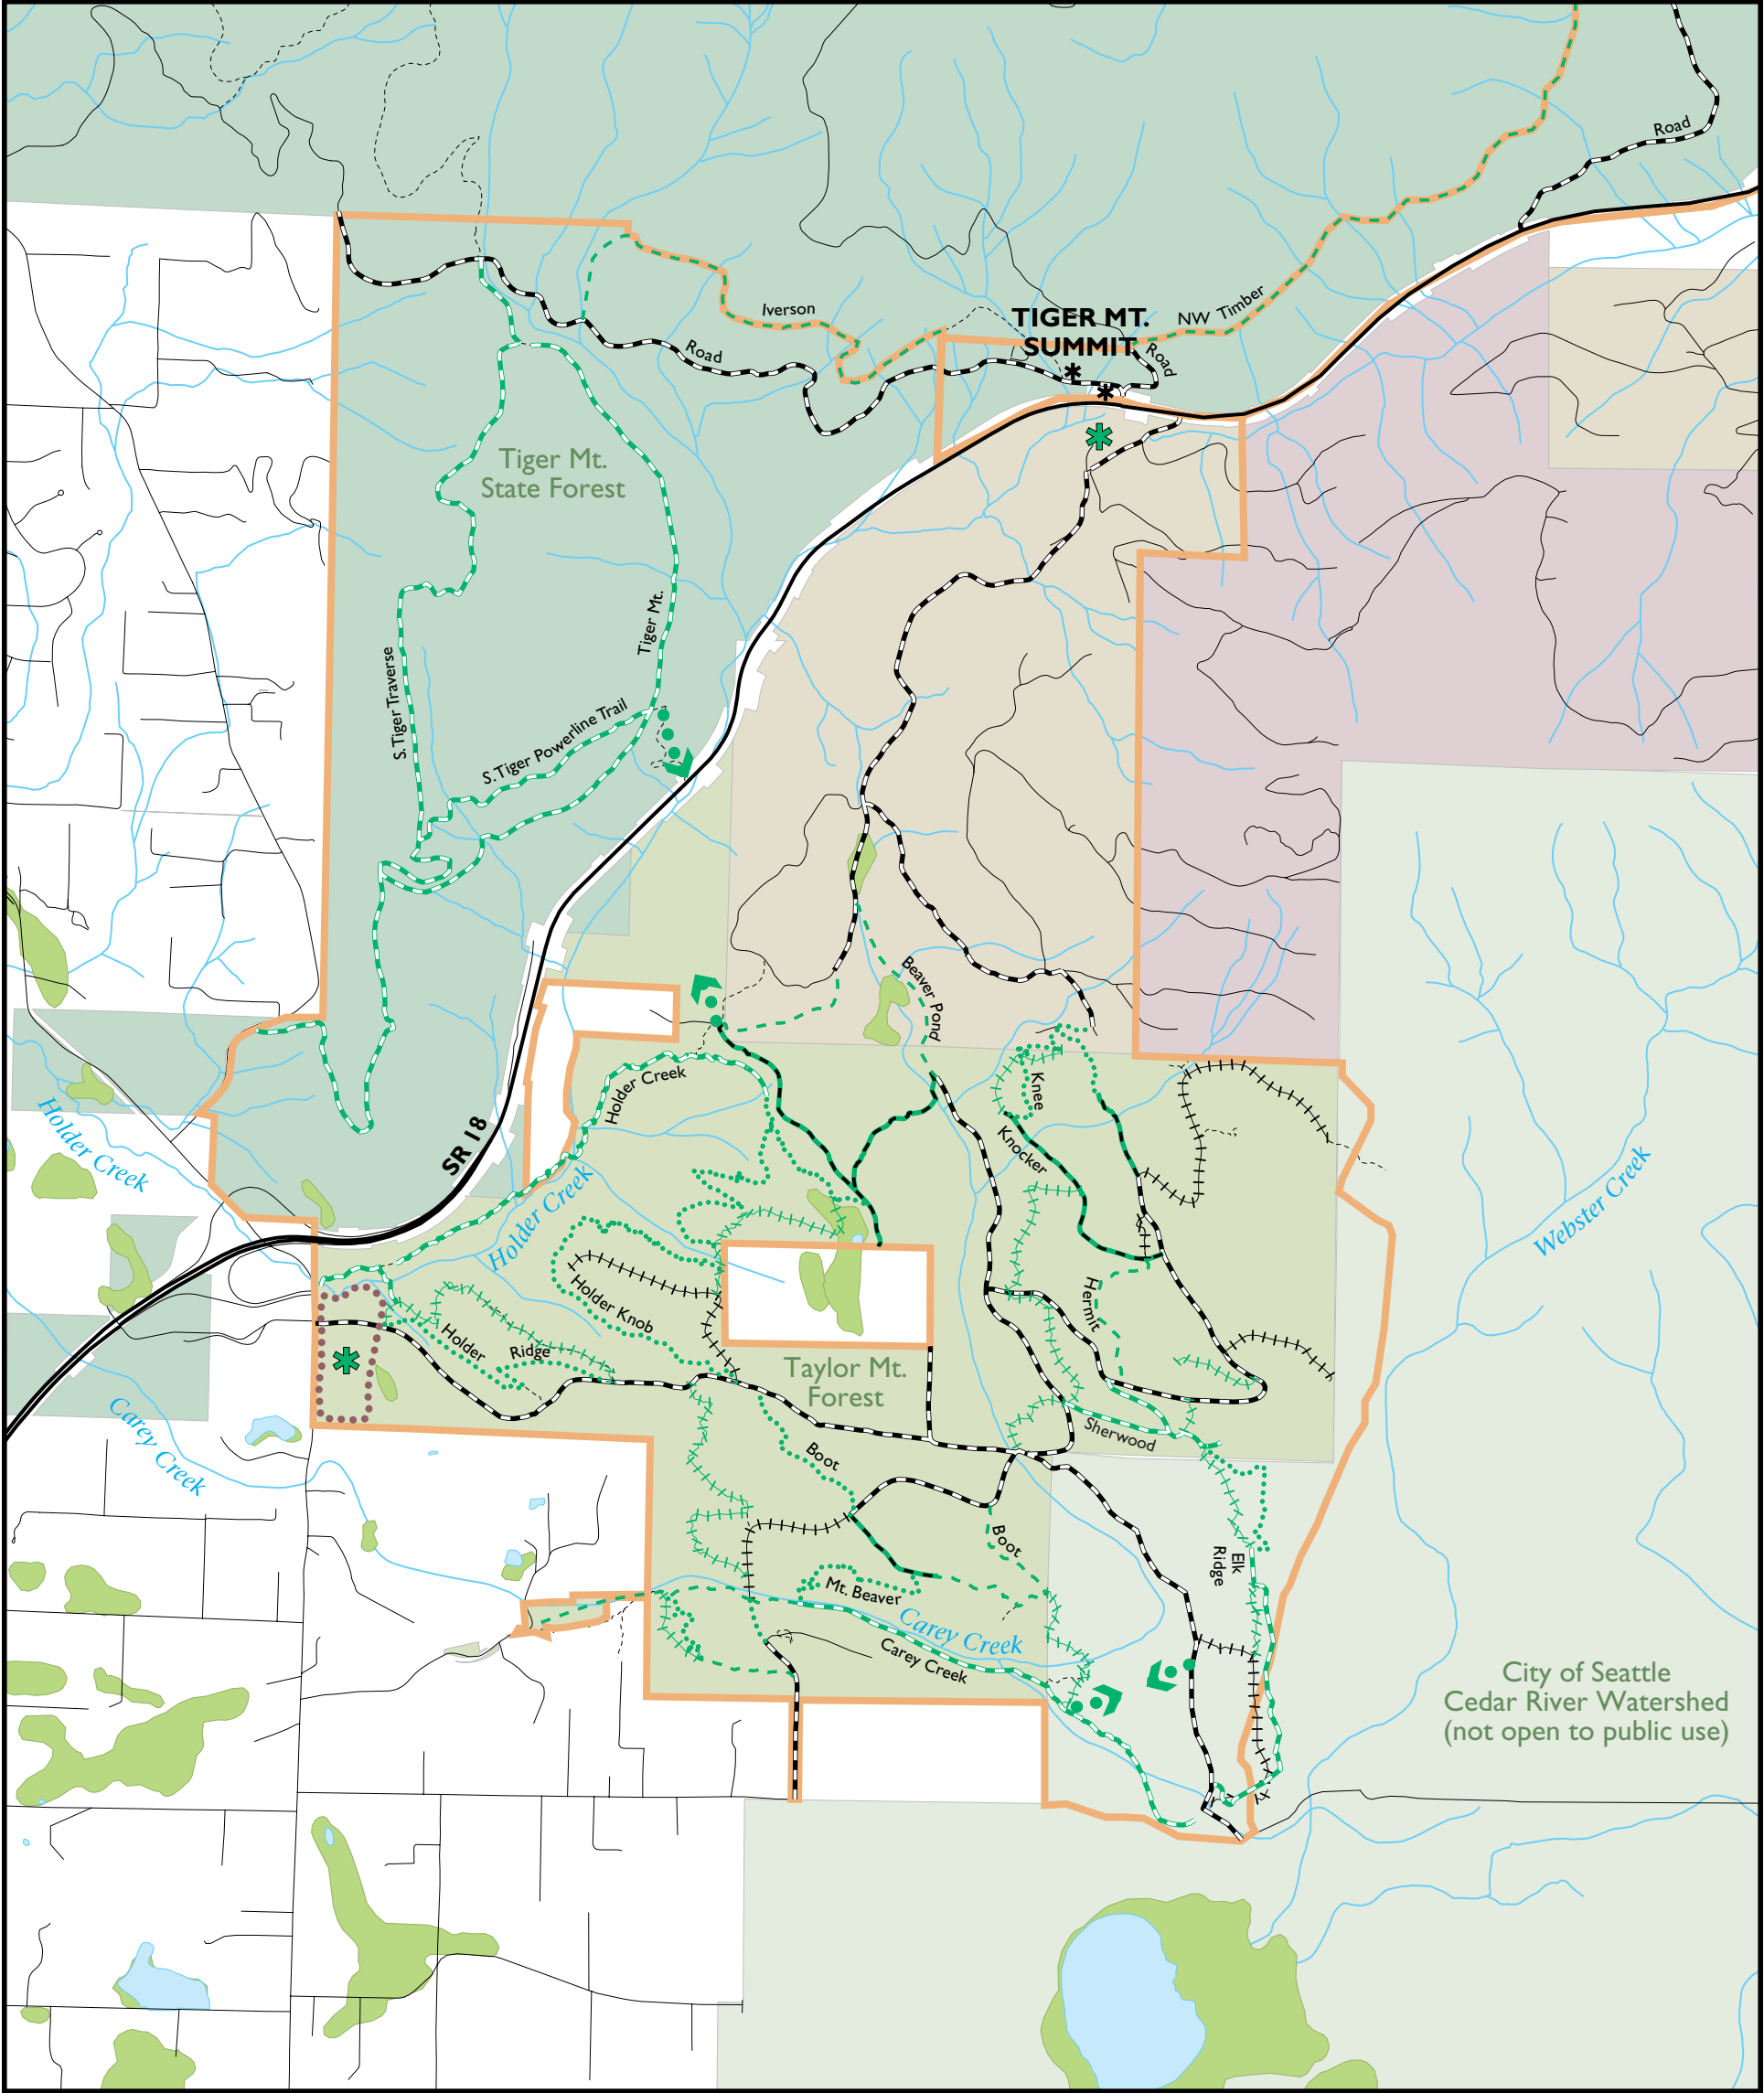 Road
Iverson
NW Timber
TIGER MT.
SUMMIT
Road
Road
Tiger Mt.
State Forest
Tiger Mt.
S. Tiger Traverse
S. Tiger Powerline Trail
Beaver Pond
Holder Creek
Knee
Knocker
Holder Creek
SR 18
Holder Creek
Webster Creek
Hermit
Holder Knob
Holder
Ridge
Taylor Mt.
Forest
Carey Creek
Sherwood
Boot
Boot
Elk
Ridge
Mt. Beaver
Carey Creek
Carey Creek
City of Seattle
Cedar River Watershed
(not open to public use)